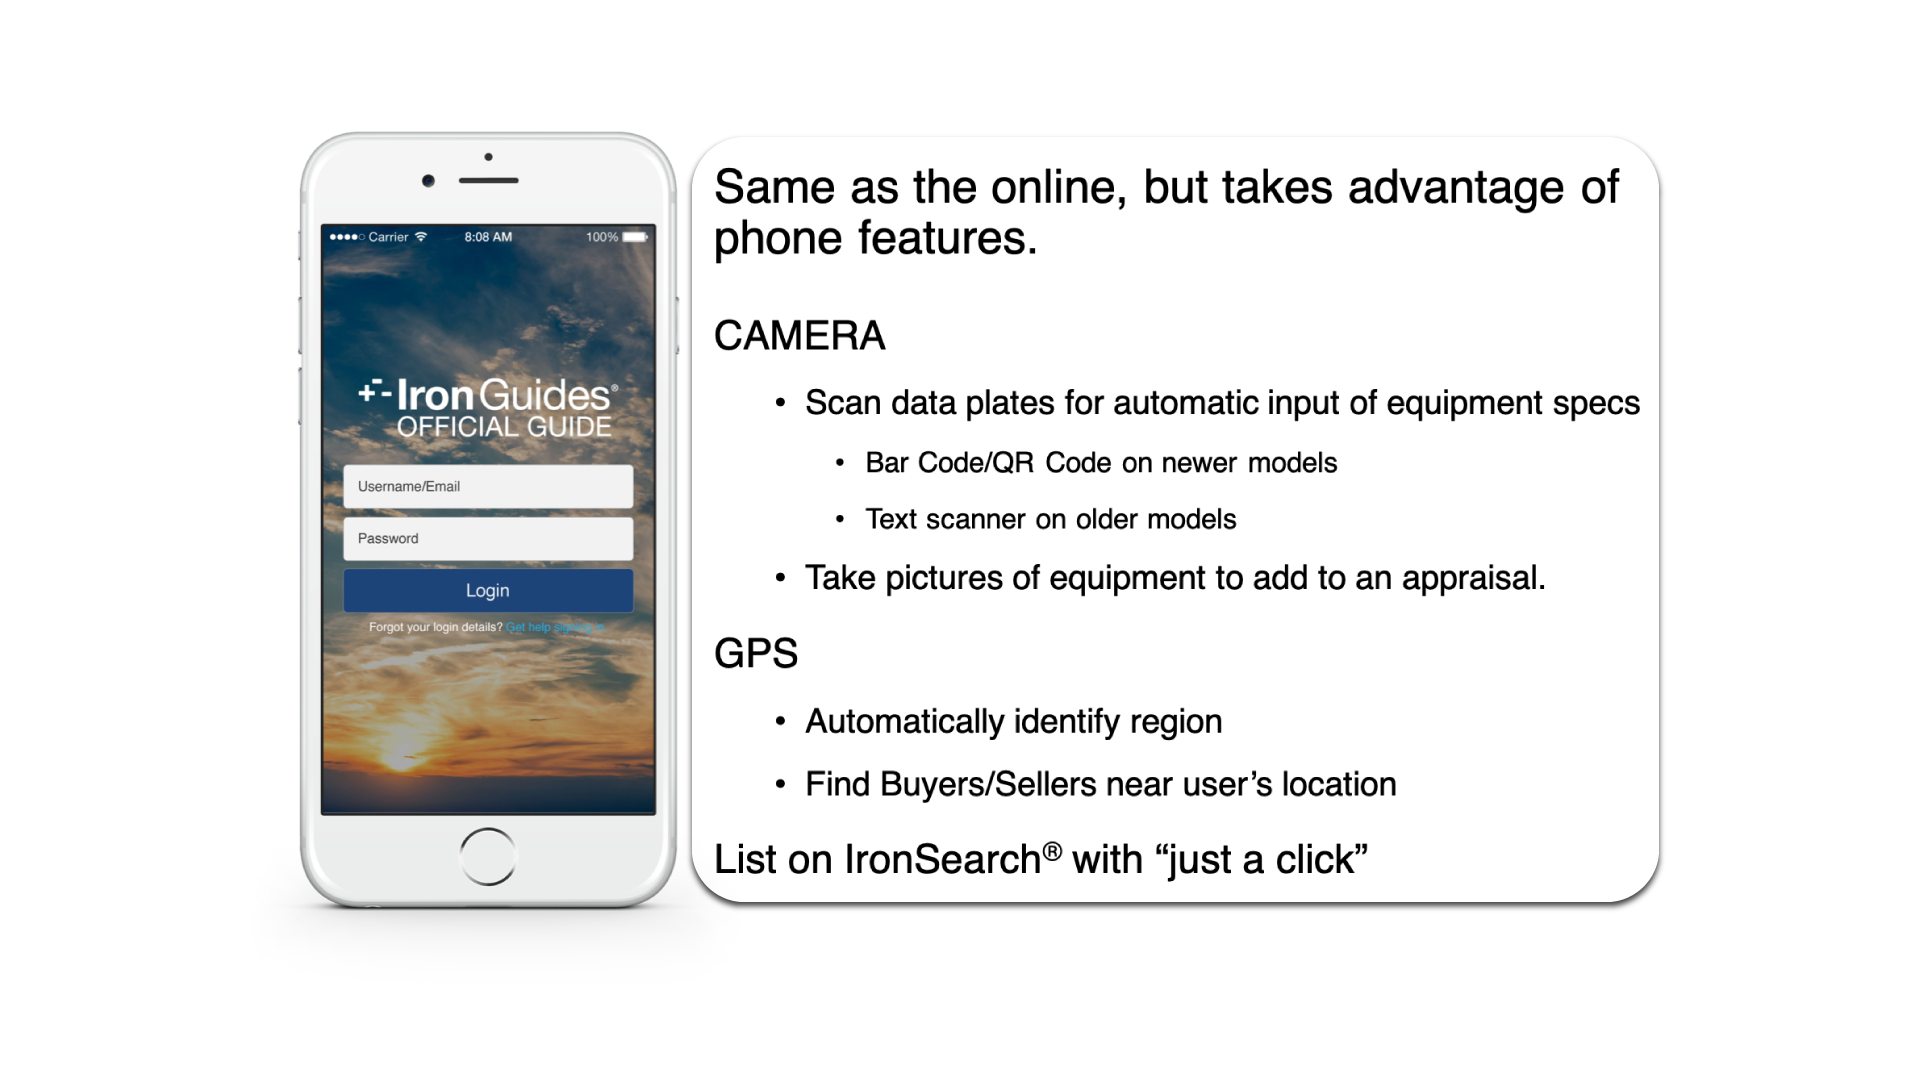 Carrier 8:08 AM 100%
IronGuides®
OFFICIAL GUIDE
Username/Email
Password
Login
Forgot your login details? Get help signing in.
Same as the online, but takes advantage of
phone features.
CAMERA
• Scan data plates for automatic input of equipment specs
• Bar Code/QR Code on newer models
• Text scanner on older models
• Take pictures of equipment to add to an appraisal.
GPS
• Automatically identify region
• Find Buyers/Sellers near user’s location
List on IronSearch® with “just a click”